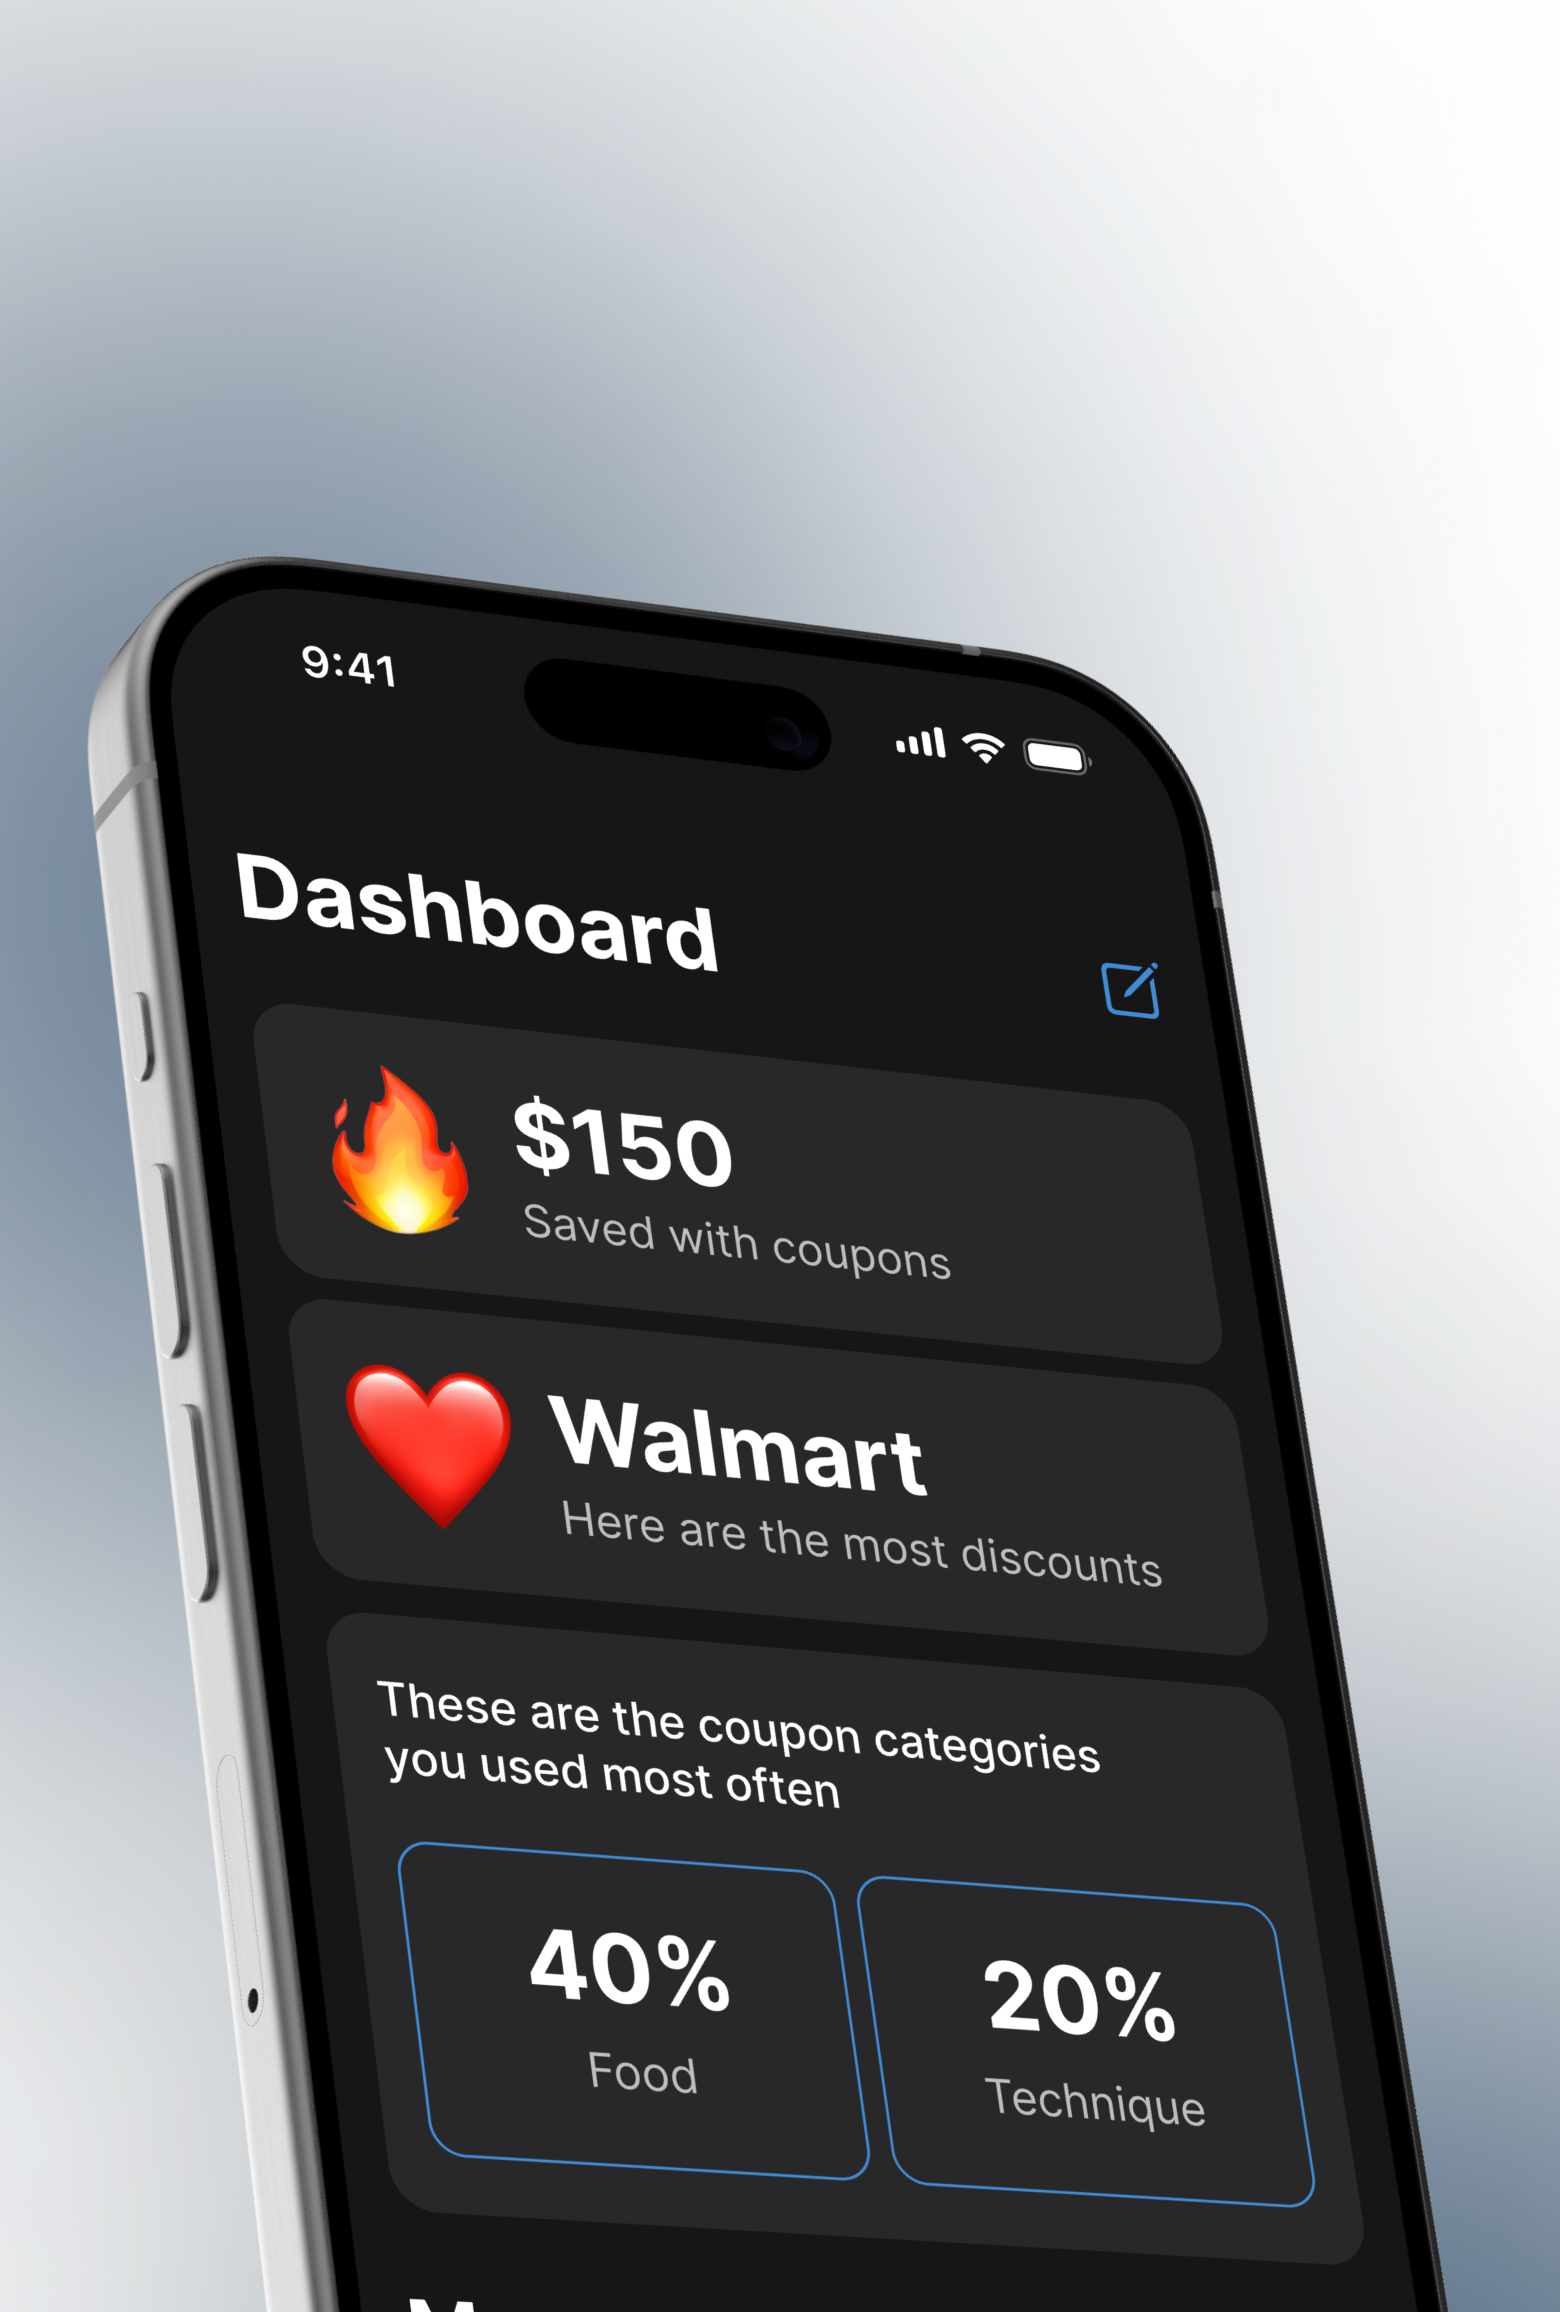 9:41
Dashboard
$150
Saved with coupons
Walmart
Here are the most discounts
These are the coupon categories
you used most often
40%
Food
20%
Technique